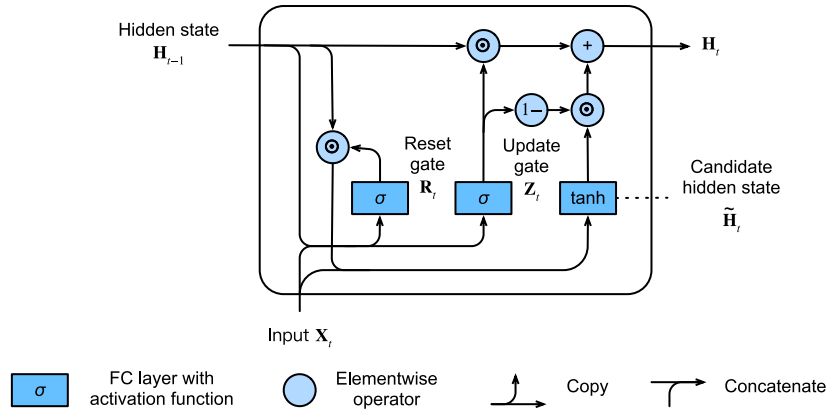 Hidden state
H_{t−1}
⊙
+
H_t
1−
⊙
⊙
Reset
gate
R_t
Update
gate
Z_t
Candidate
hidden state
H̃_t
σ
σ
tanh
Input X_t
σ
FC layer with
activation function
Elementwise
operator
Copy
Concatenate